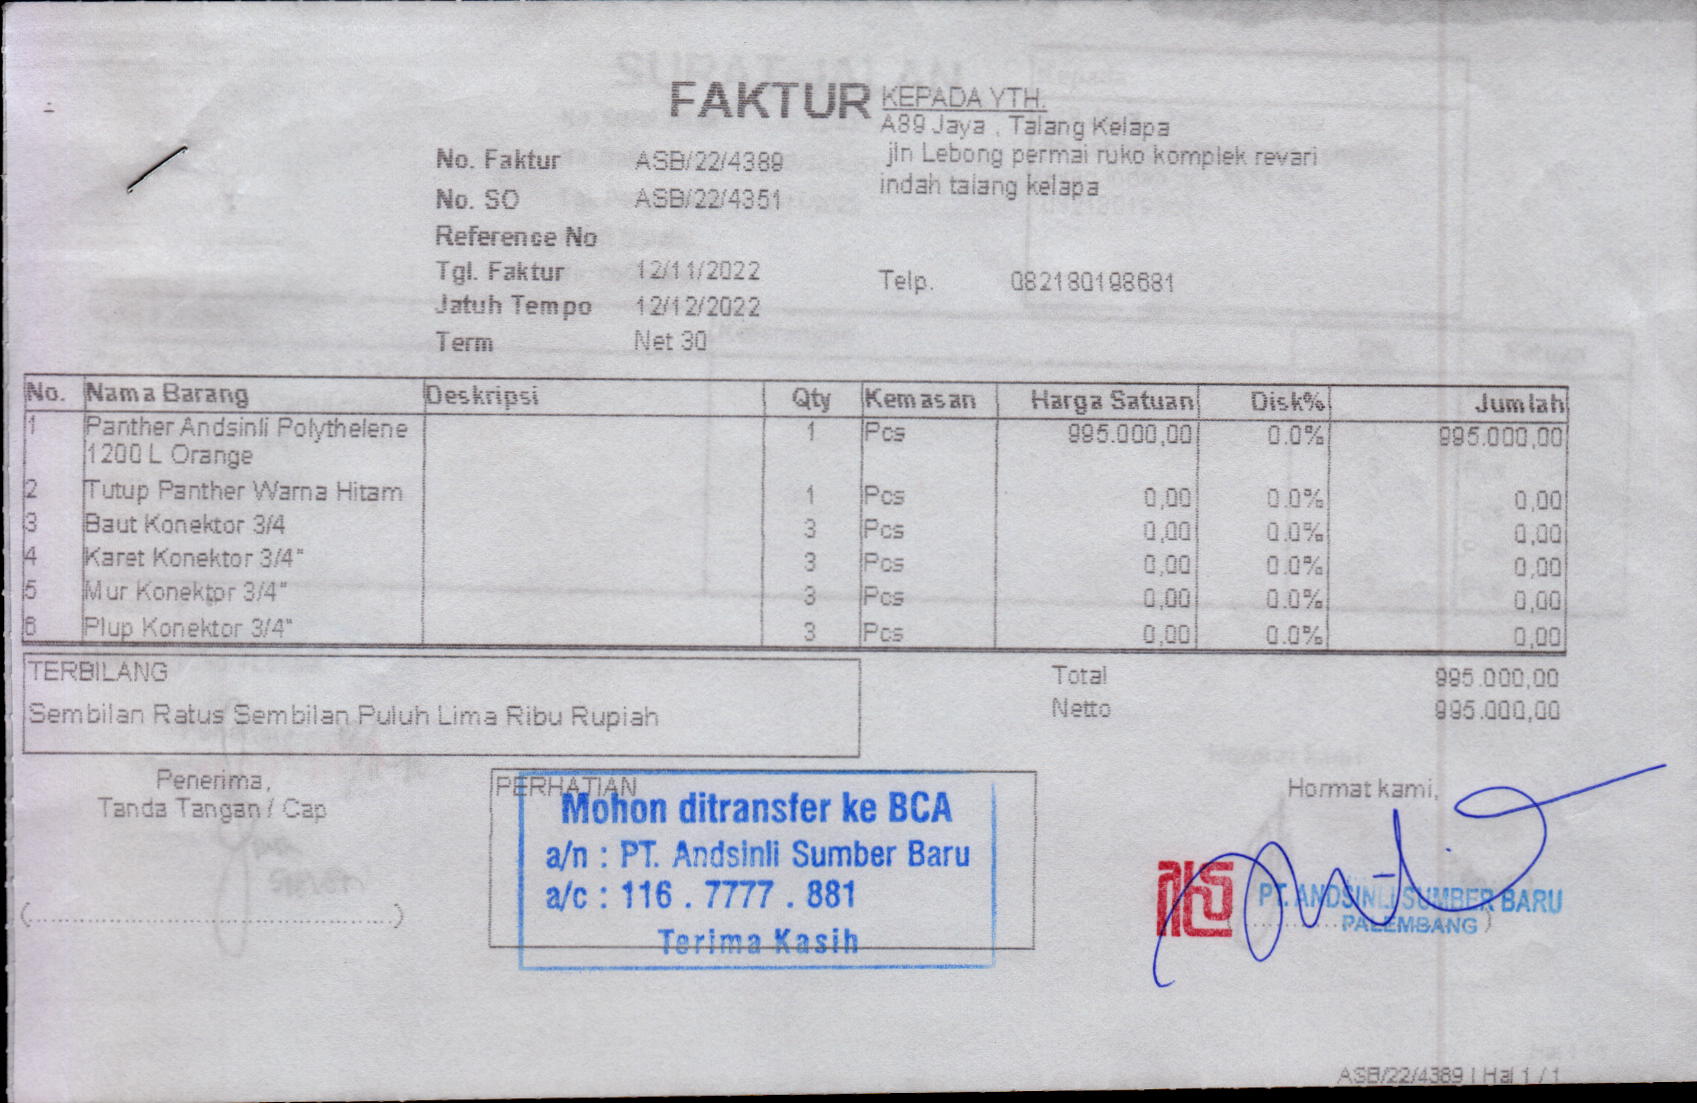 FAKTUR
KEPADA YTH.
A89 Jaya , Talang Kelapa
jln Lebong permai ruko komplek revari
indah talang kelapa
No. Faktur ASB/22/4389
No. SO ASB/22/4351
Reference No
Tgl. Faktur 12/11/2022
Telp. 082180198681
Jatuh Tempo 12/12/2022
Term Net 30
No. Nama Barang Deskripsi Qty Kemasan Harga Satuan Disk% Jumlah
1 Panther Andsinli Polythelene 1 Pcs 995.000,00 0.0% 995.000,00
1200 L Orange
2 Tutup Panther Warna Hitam 1 Pcs 0,00 0.0% 0,00
3 Baut Konektor 3/4 3 Pcs 0,00 0.0% 0,00
4 Karet Konektor 3/4" 3 Pcs 0,00 0.0% 0,00
5 Mur Konektor 3/4" 3 Pcs 0,00 0.0% 0,00
6 Plup Konektor 3/4" 3 Pcs 0,00 0.0% 0,00
TERBILANG
Sembilan Ratus Sembilan Puluh Lima Ribu Rupiah
Total 995.000,00
Netto 995.000,00
Penerima,
Tanda Tangan / Cap
Steven
PERHATIAN
Mohon ditransfer ke BCA
a/n : PT. Andsinli Sumber Baru
a/c : 116 . 7777 . 881
Terima Kasih
Hormat kami,
PT. ANDSINLI SUMBER BARU
PALEMBANG
ASB/22/4389 | Hal 1 / 1